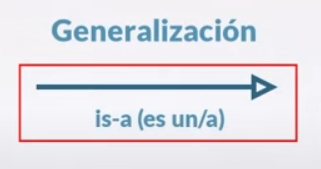 Generalización
is-a (es un/a)